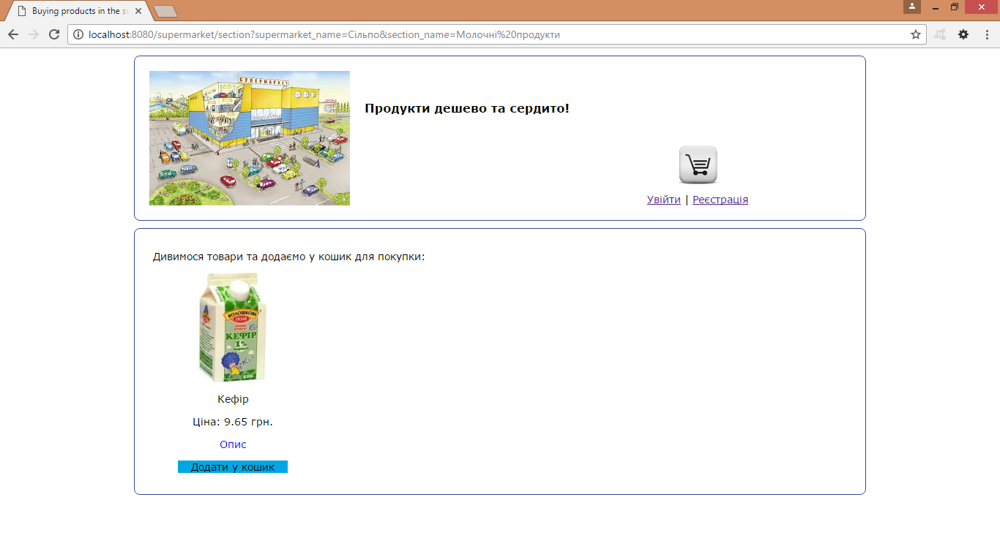 Buying products in the su
localhost:8080/supermarket/section?supermarket_name=Сільпо&section_name=Молочні%20продукти
СУПЕРМАРКЕТ
Продукти дешево та сердито!
Увійти | Реєстрація
Дивимося товари та додаємо у кошик для покупки:
ВОЛОШКОВЕ
ПОЛЕ
КЕФІР
1%
500
Кефір
Ціна: 9.65 грн.
Опис
Додати у кошик